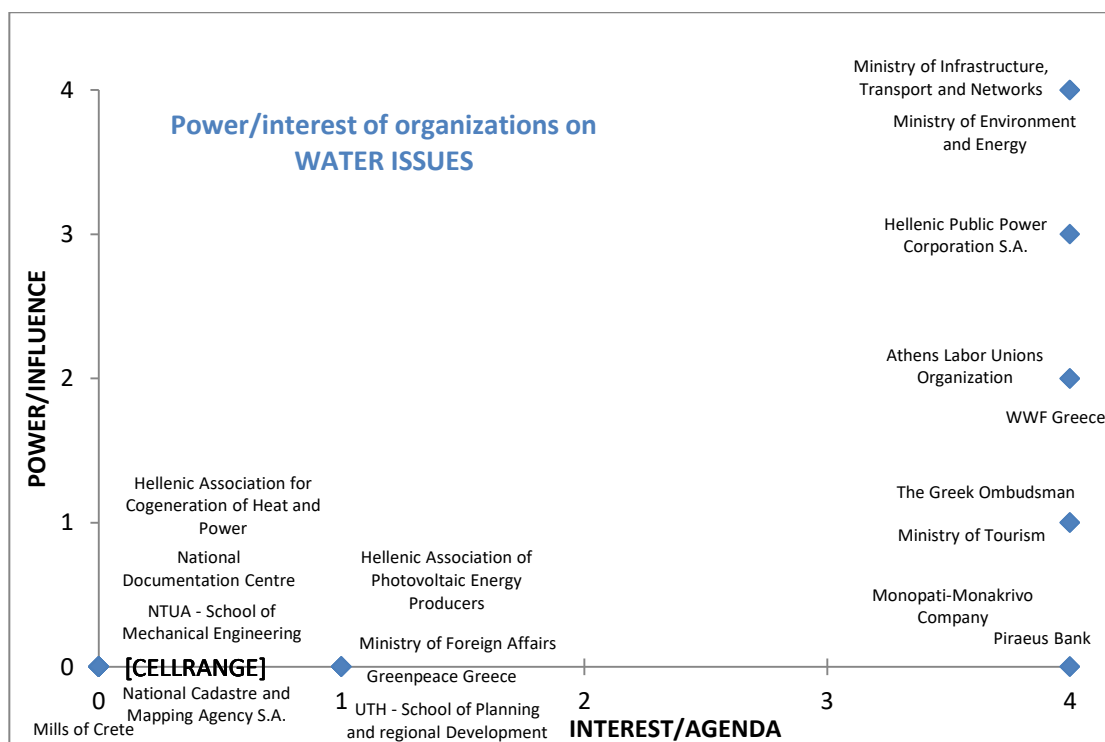 Power/interest of organizations on
WATER ISSUES
POWER/INFLUENCE
4
3
2
1
0
Ministry of Infrastructure,
Transport and Networks
Ministry of Environment
and Energy
Hellenic Public Power
Corporation S.A.
Athens Labor Unions
Organization
WWF Greece
The Greek Ombudsman
Ministry of Tourism
Monopati-Monakrivo
Company
Piraeus Bank
Hellenic Association for
Cogeneration of Heat and
Power
National
Documentation Centre
NTUA - School of
Mechanical Engineering
[CELLRANGE]
National Cadastre and
Mapping Agency S.A.
Mills of Crete
Hellenic Association of
Photovoltaic Energy
Producers
Ministry of Foreign Affairs
Greenpeace Greece
UTH - School of Planning
and regional Development
0
1
2
3
4
INTEREST/AGENDA